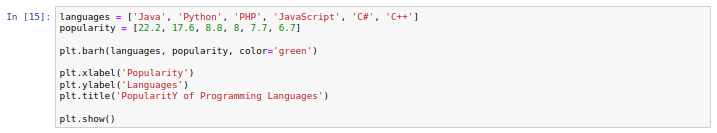 In [15]: languages = ['Java', 'Python', 'PHP', 'JavaScript', 'C#', 'C++']
popularity = [22.2, 17.6, 8.8, 8, 7.7, 6.7]
plt.barh(languages, popularity, color='green')
plt.xlabel('Popularity')
plt.ylabel('Languages')
plt.title('PopularitY of Programming Languages')
plt.show()